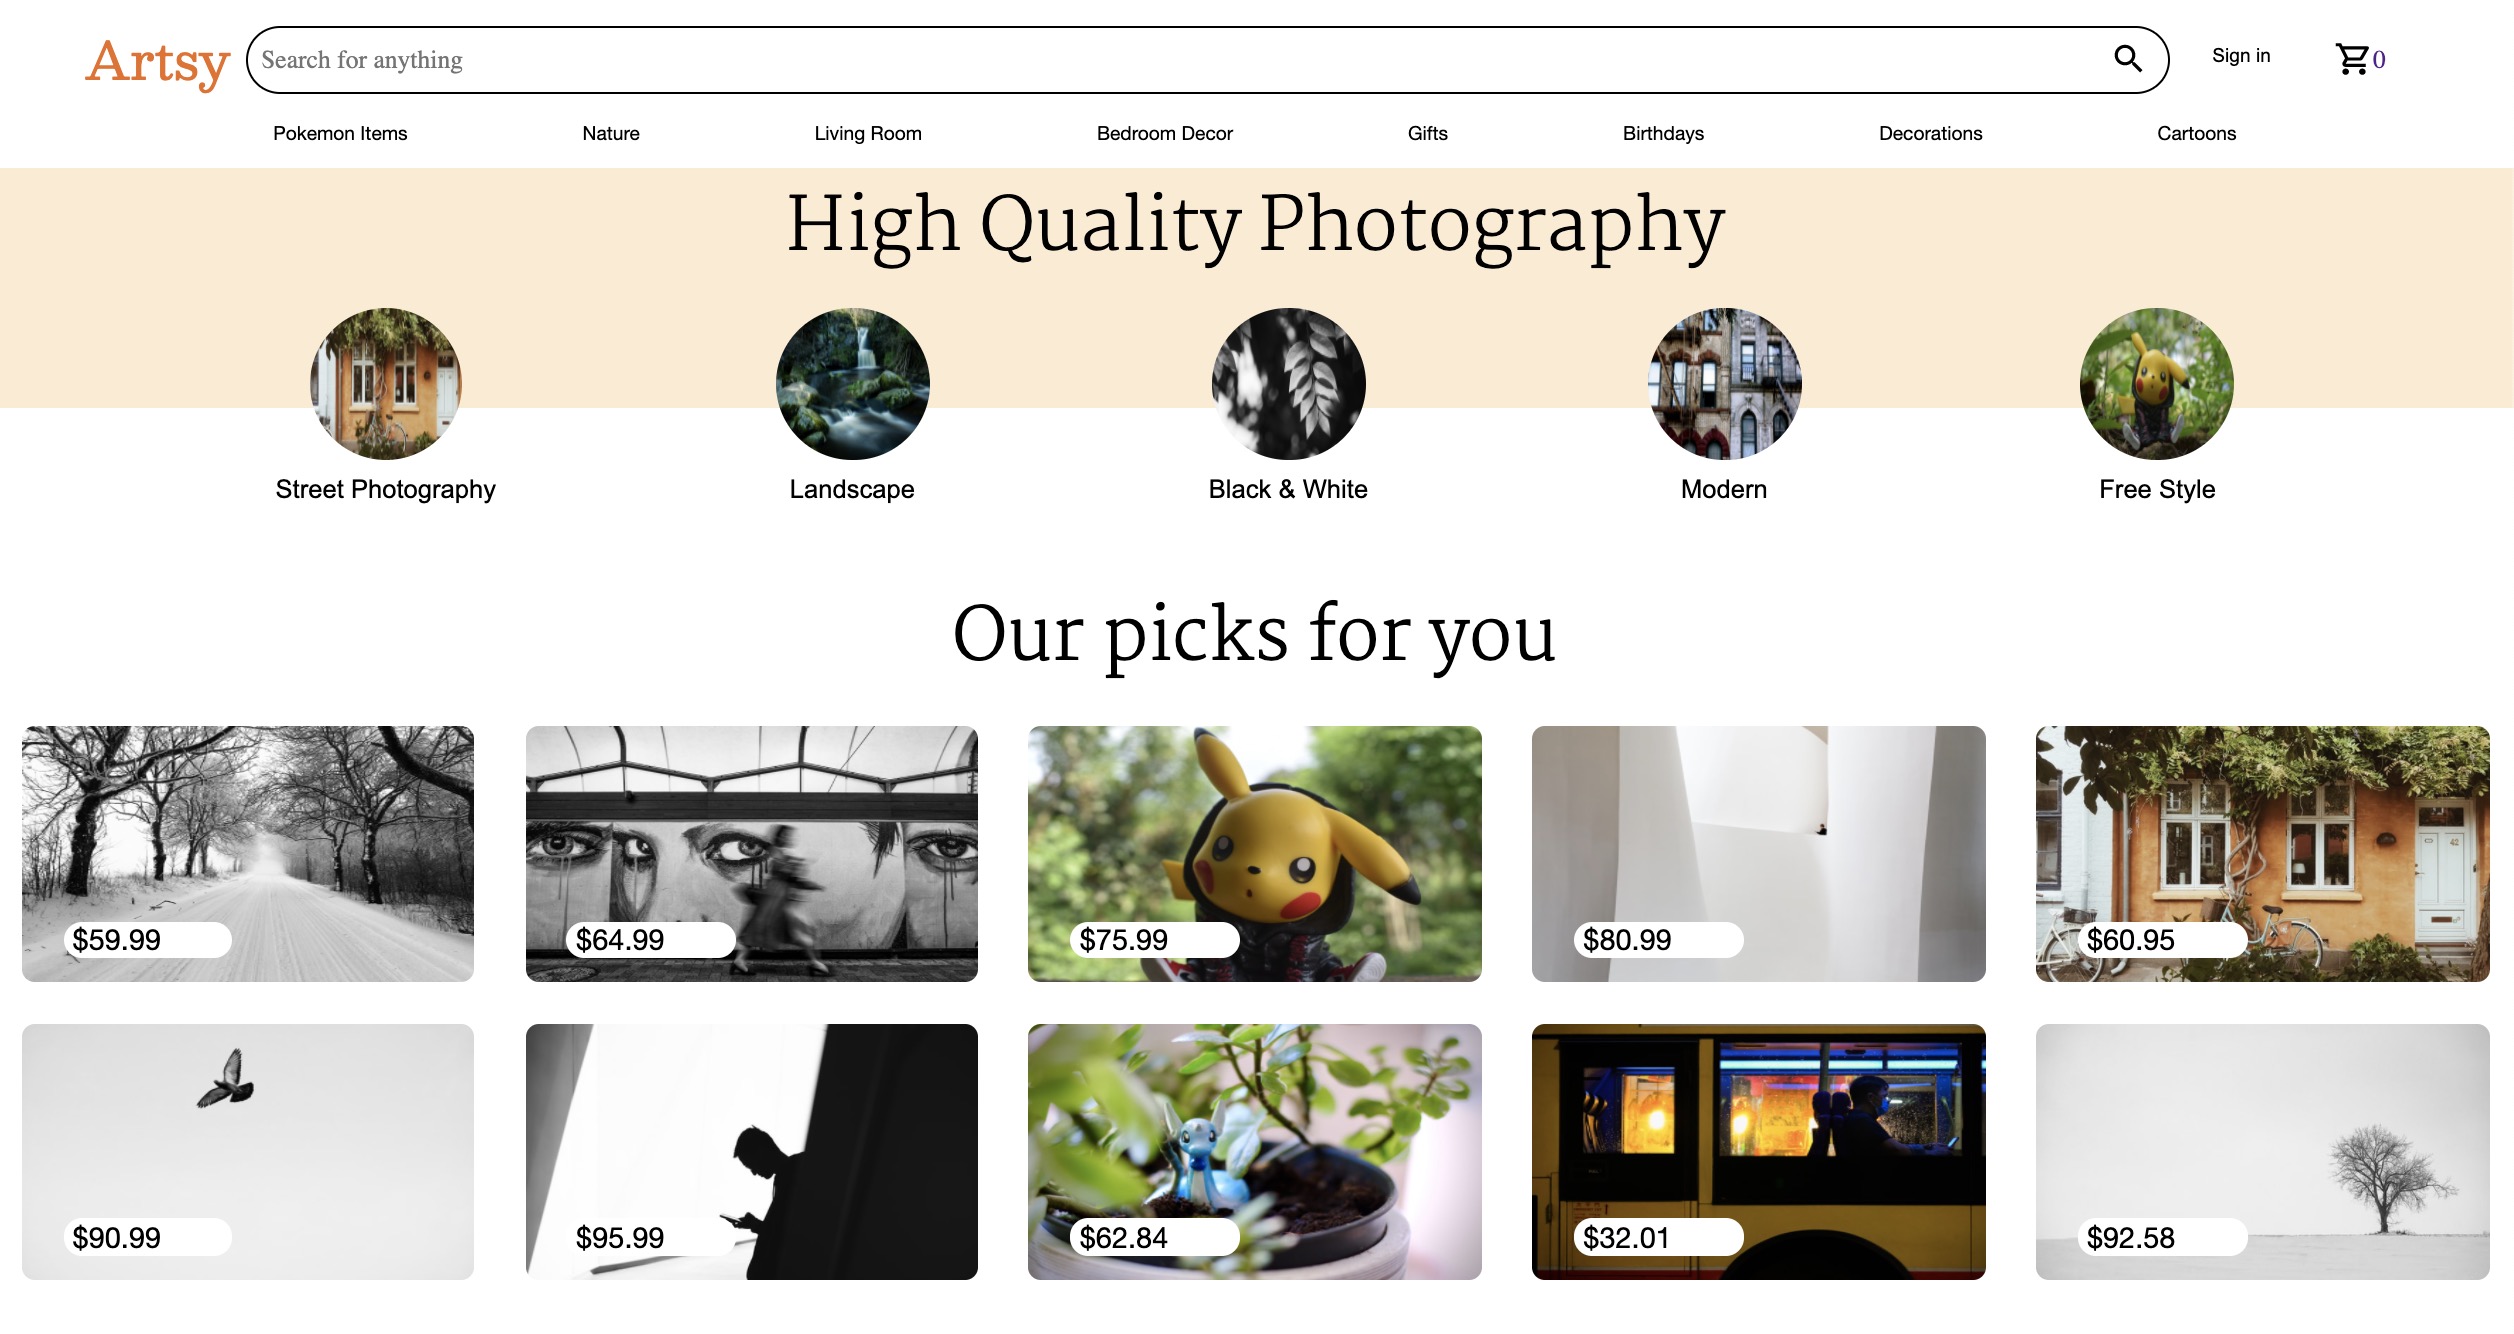 Artsy
Search for anything
Sign in
0
Pokemon Items Nature Living Room Bedroom Decor Gifts Birthdays Decorations Cartoons
High Quality Photography
Street Photography Landscape Black & White Modern Free Style
Our picks for you
42
$59.99 $64.99 $75.99 $80.99 $60.95
$90.99 $95.99 $62.84 $32.01 $92.58